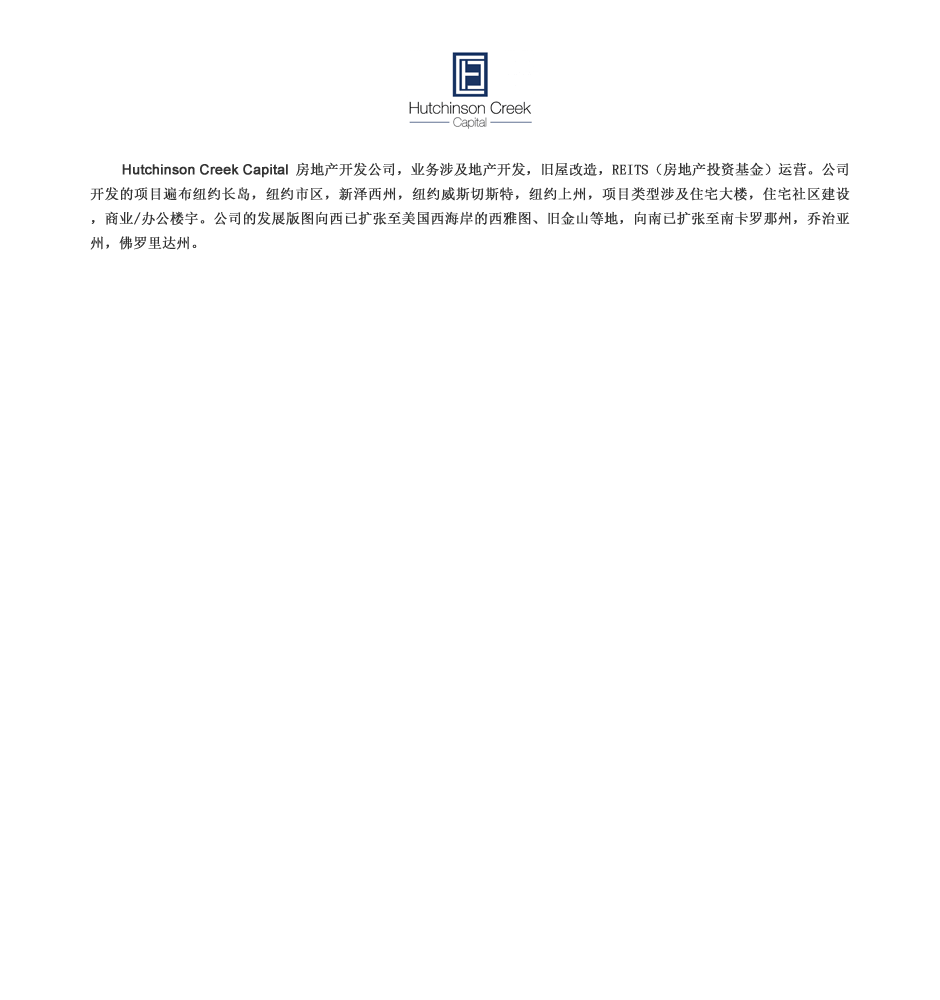 Hutchinson Creek
Capital
Hutchinson Creek Capital 房地产开发公司，业务涉及地产开发，旧屋改造，REITS（房地产投资基金）运营。公司
开发的项目遍布纽约长岛，纽约市区，新泽西州，纽约威斯切斯特，纽约上州，项目类型涉及住宅大楼，住宅社区建设
，商业/办公楼宇。公司的发展版图向西已扩张至美国西海岸的西雅图、旧金山等地，向南已扩张至南卡罗那州，乔治亚
州，佛罗里达州。